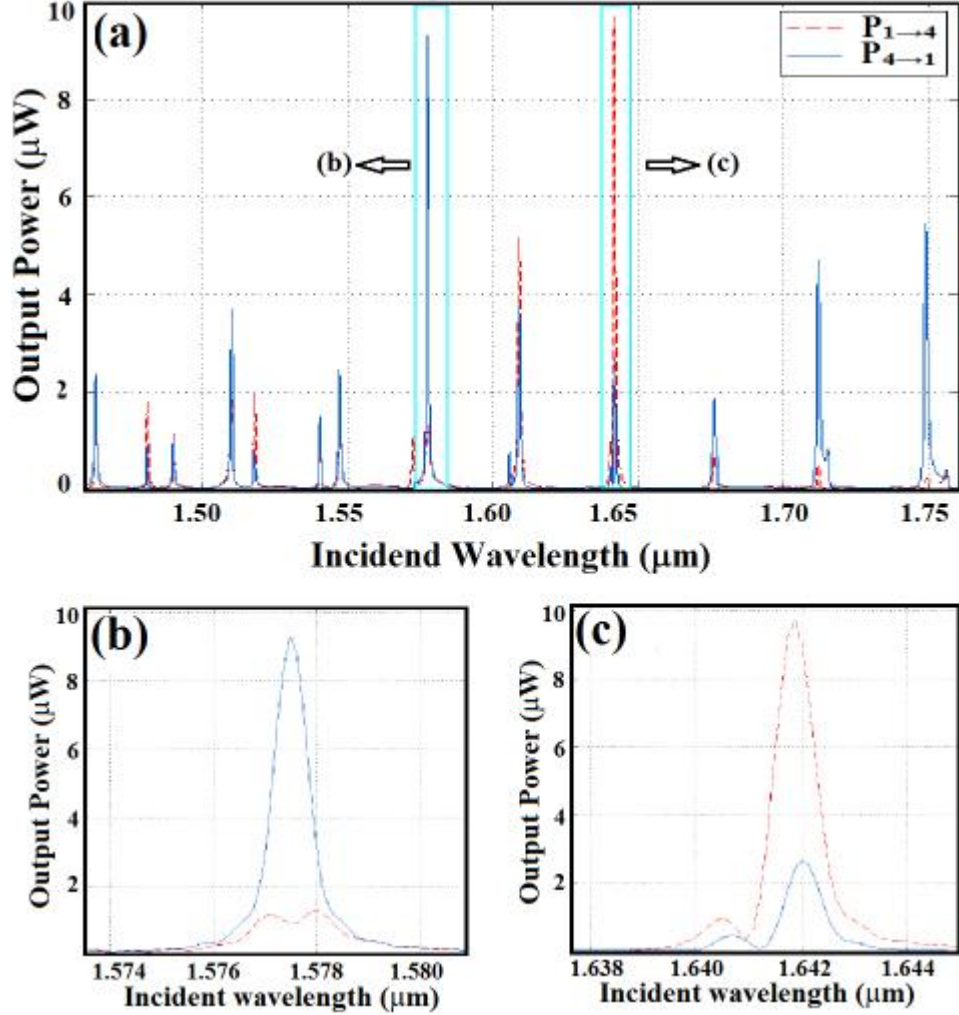 (a)
P1→4
P4→1
10
8
6
4
2
0
(b)
(c)
Output Power (μW)
1.50 1.55 1.60 1.65 1.70 1.75
Incidend Wavelength (μm)
(b)
10
8
6
4
2
Output Power (μW)
1.574 1.576 1.578 1.580
Incident wavelength (μm)
(c)
10
8
6
4
2
Output Power (μW)
1.638 1.640 1.642 1.644
Incident wavelength (μm)